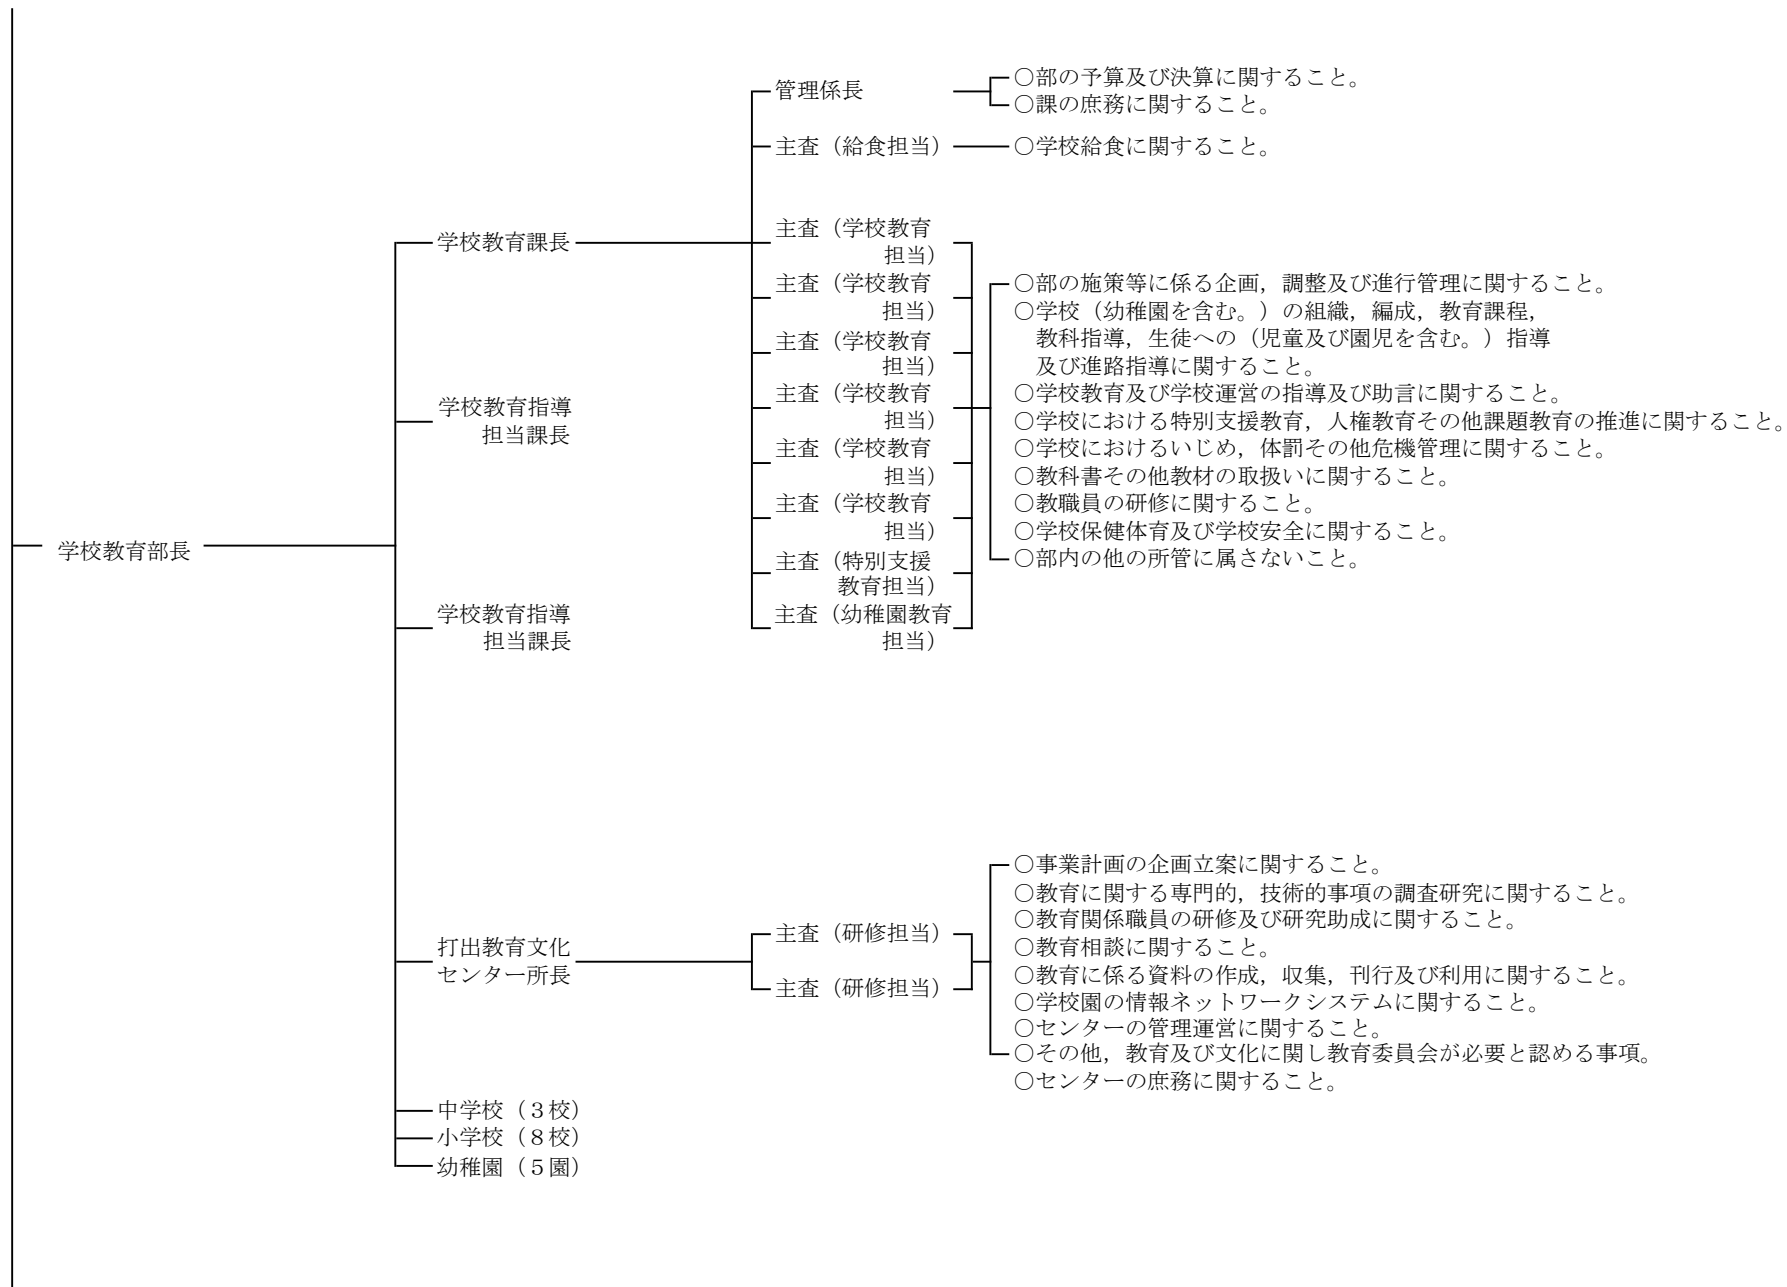 学校教育部長
学校教育課長
管理係長
○部の予算及び決算に関すること。
○課の庶務に関すること。
主査（給食担当）
○学校給食に関すること。
主査（学校教育
担当）
主査（学校教育
担当）
主査（学校教育
担当）
主査（学校教育
担当）
主査（学校教育
担当）
主査（学校教育
担当）
主査（特別支援
教育担当）
主査（幼稚園教育
担当）
○部の施策等に係る企画，調整及び進行管理に関すること。
○学校（幼稚園を含む。）の組織，編成，教育課程，
教科指導，生徒への（児童及び園児を含む。）指導
及び進路指導に関すること。
○学校教育及び学校運営の指導及び助言に関すること。
○学校における特別支援教育，人権教育その他課題教育の推進に関すること。
○学校におけるいじめ，体罰その他危機管理に関すること。
○教科書その他教材の取扱いに関すること。
○教職員の研修に関すること。
○学校保健体育及び学校安全に関すること。
○部内の他の所管に属さないこと。
学校教育指導
担当課長
学校教育指導
担当課長
打出教育文化
センター所長
主査（研修担当）
主査（研修担当）
○事業計画の企画立案に関すること。
○教育に関する専門的，技術的事項の調査研究に関すること。
○教育関係職員の研修及び研究助成に関すること。
○教育相談に関すること。
○教育に係る資料の作成，収集，刊行及び利用に関すること。
○学校園の情報ネットワークシステムに関すること。
○センターの管理運営に関すること。
○その他，教育及び文化に関し教育委員会が必要と認める事項。
○センターの庶務に関すること。
中学校（３校）
小学校（８校）
幼稚園（５園）